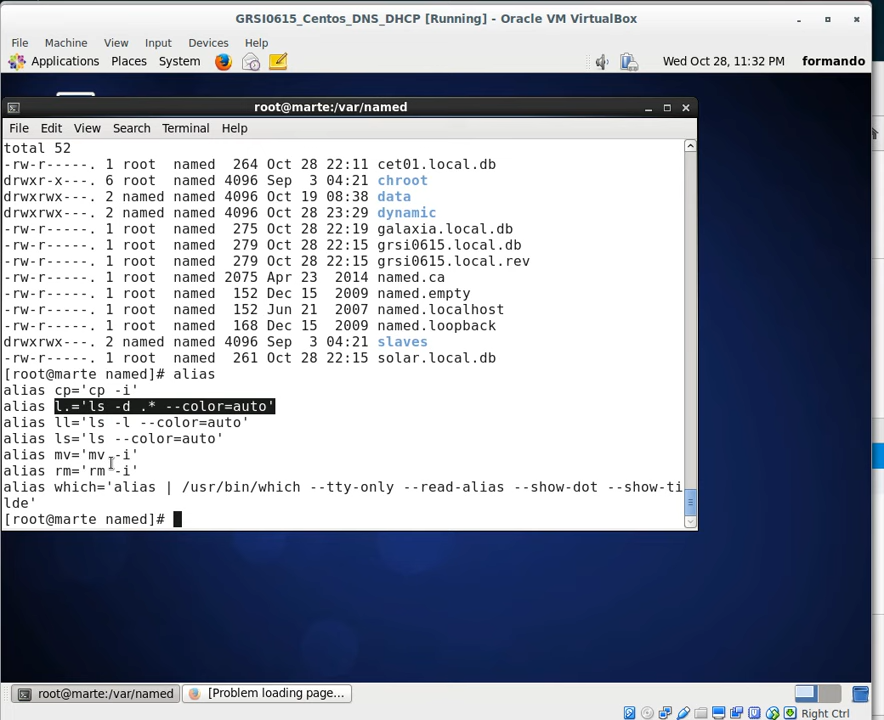 GRSI0615_Centos_DNS_DHCP [Running] - Oracle VM VirtualBox
File Machine View Input Devices Help
Applications Places System Wed Oct 28, 11:32 PM formando
root@marte:/var/named
File Edit View Search Terminal Help
total 52
-rw-r-----. 1 root  named  264 Oct 28 22:11 cet01.local.db
drwxr-x---. 6 root  named 4096 Sep  3 04:21 chroot
drwxrwx---. 2 named named 4096 Oct 19 08:38 data
drwxrwx---. 2 named named 4096 Oct 28 23:29 dynamic
-rw-r-----. 1 root  named  275 Oct 28 22:19 galaxia.local.db
-rw-r-----. 1 root  named  279 Oct 28 22:15 grsi0615.local.db
-rw-r-----. 1 root  named  279 Oct 28 22:15 grsi0615.local.rev
-rw-r-----. 1 root  named 2075 Apr 23  2014 named.ca
-rw-r-----. 1 root  named  152 Dec 15  2009 named.empty
-rw-r-----. 1 root  named  152 Jun 21  2007 named.localhost
-rw-r-----. 1 root  named  168 Dec 15  2009 named.loopback
drwxrwx---. 2 named named 4096 Sep  3 04:21 slaves
-rw-r-----. 1 root  named  261 Oct 28 22:15 solar.local.db
[root@marte named]# alias
alias cp='cp -i'
alias l.='ls -d .* --color=auto'
alias ll='ls -l --color=auto'
alias ls='ls --color=auto'
alias mv='mv -i'
alias rm='rm -i'
alias which='alias | /usr/bin/which --tty-only --read-alias --show-dot --show-ti
lde'
[root@marte named]#
root@marte:/var/named [Problem loading page...
Right Ctrl